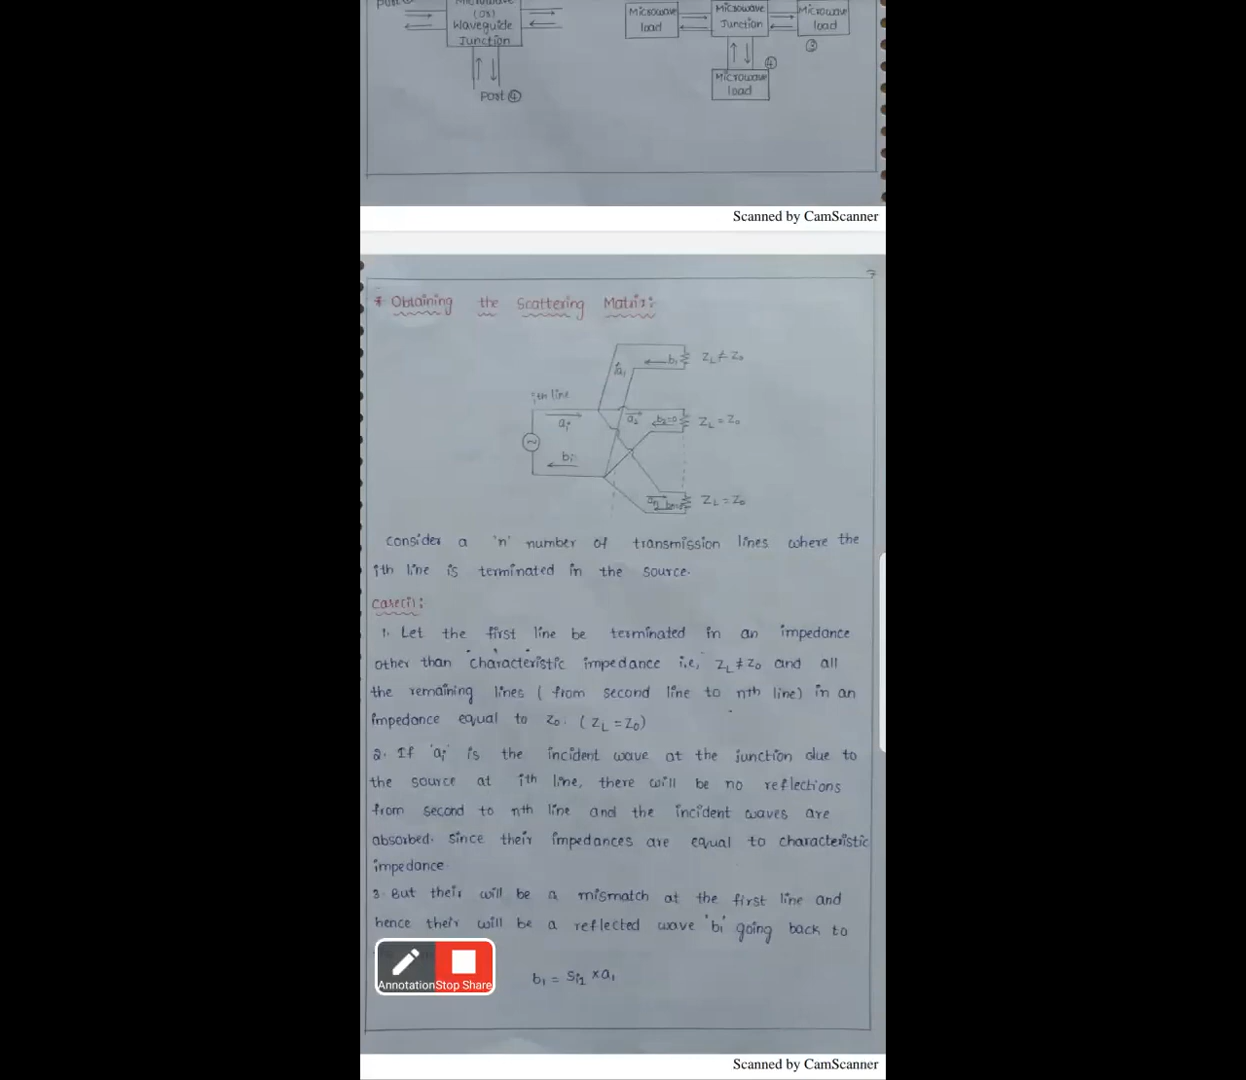 Microwave
(or)
Waveguide
Junction
Port ④
Microwave
load
Microwave
Junction
Microwave
load
③
④
Microwave
load
Scanned by CamScanner
7
* Obtaining the Scattering Matrix:
ith line
ai
bi
a1
b1
ZL ≠ Z0
a2
b2=0
ZL = Z0
ZL = Z0
consider a 'n' number of transmission lines where the
ith line is terminated in the source.
Case(i):
1. Let the first line be terminated in an impedance
other than characteristic impedance i.e, ZL ≠ Z0 and all
the remaining lines ( from second line to nth line) in an
impedance equal to Z0. ( ZL = Z0)
2. If 'ai' is the incident wave at the junction due to
the source at ith line, there will be no reflections
from second to nth line and the incident waves are
absorbed. since their impedances are equal to characteristic
impedance.
3. But their will be a mismatch at the first line and
hence their will be a reflected wave 'bi' going back to
Annotation Stop Share
b1 = Si2 × a1
Scanned by CamScanner